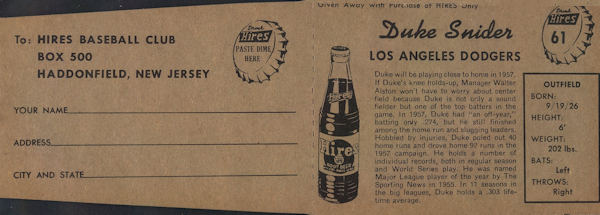 To: HIRES BASEBALL CLUB
BOX 500
HADDONFIELD, NEW JERSEY
Drink
Hires
PASTE DIME
HERE
YOUR NAME
ADDRESS
CITY AND STATE
Given Away with Purchase of HIRES Only
Duke Snider
LOS ANGELES DODGERS
Drink
Hires
61
Duke will be playing close to home in 1957.
If Duke's knee holds-up, Manager Walter
Alston won't have to worry about center
field because Duke is not only a sound
fielder but one of the top batters in the
game. In 1957, Duke had "an off-year,"
batting only .274, but he still finished
among the home run and slugging leaders.
Hobbled by injuries, Duke poled out 40
home runs and drove home 92 runs in the
1957 campaign. He holds a number of
individual records, both in regular season
and World Series play. He was named
Major League player of the year by The
Sporting News in 1955. In 11 seasons in
the big leagues, Duke holds a .303 life-
time average.
Hires
Hires
ROOT BEER
OUTFIELD
BORN:
9/19/26
HEIGHT:
6'
WEIGHT:
202 lbs.
BATS:
Left
THROWS:
Right